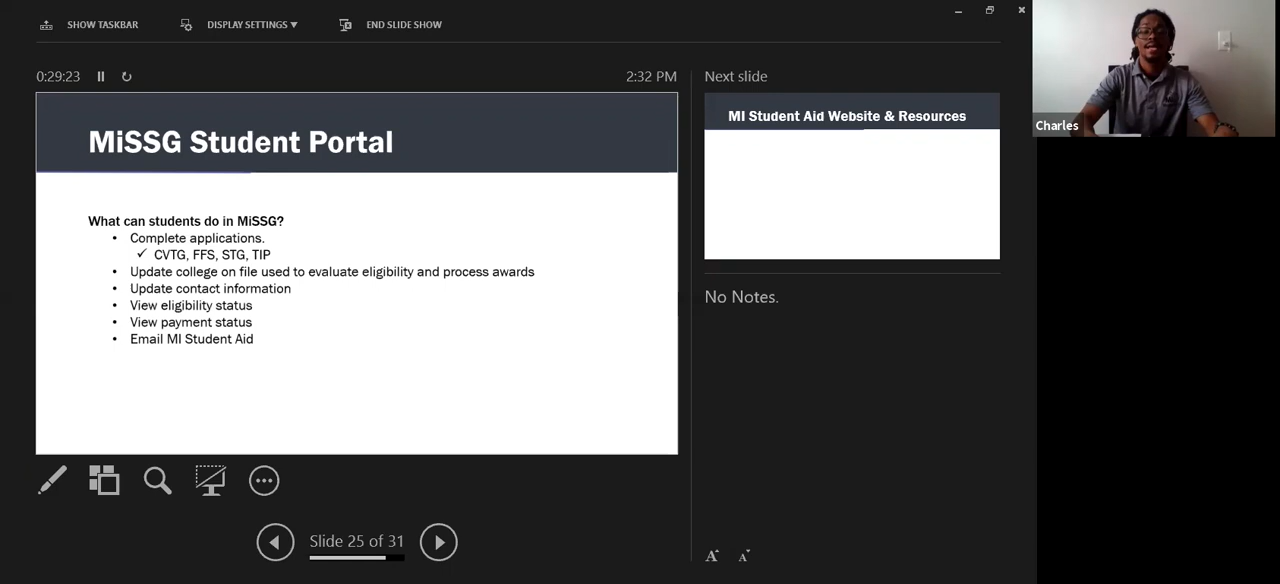 SHOW TASKBAR DISPLAY SETTINGS ▼ END SLIDE SHOW
0:29:23 2:32 PM
Next slide
MiSSG Student Portal
What can students do in MiSSG?
• Complete applications.
✓ CVTG, FFS, STG, TIP
• Update college on file used to evaluate eligibility and process awards
• Update contact information
• View eligibility status
• View payment status
• Email MI Student Aid
MI Student Aid Website & Resources
No Notes.
Slide 25 of 31
A A
Charles